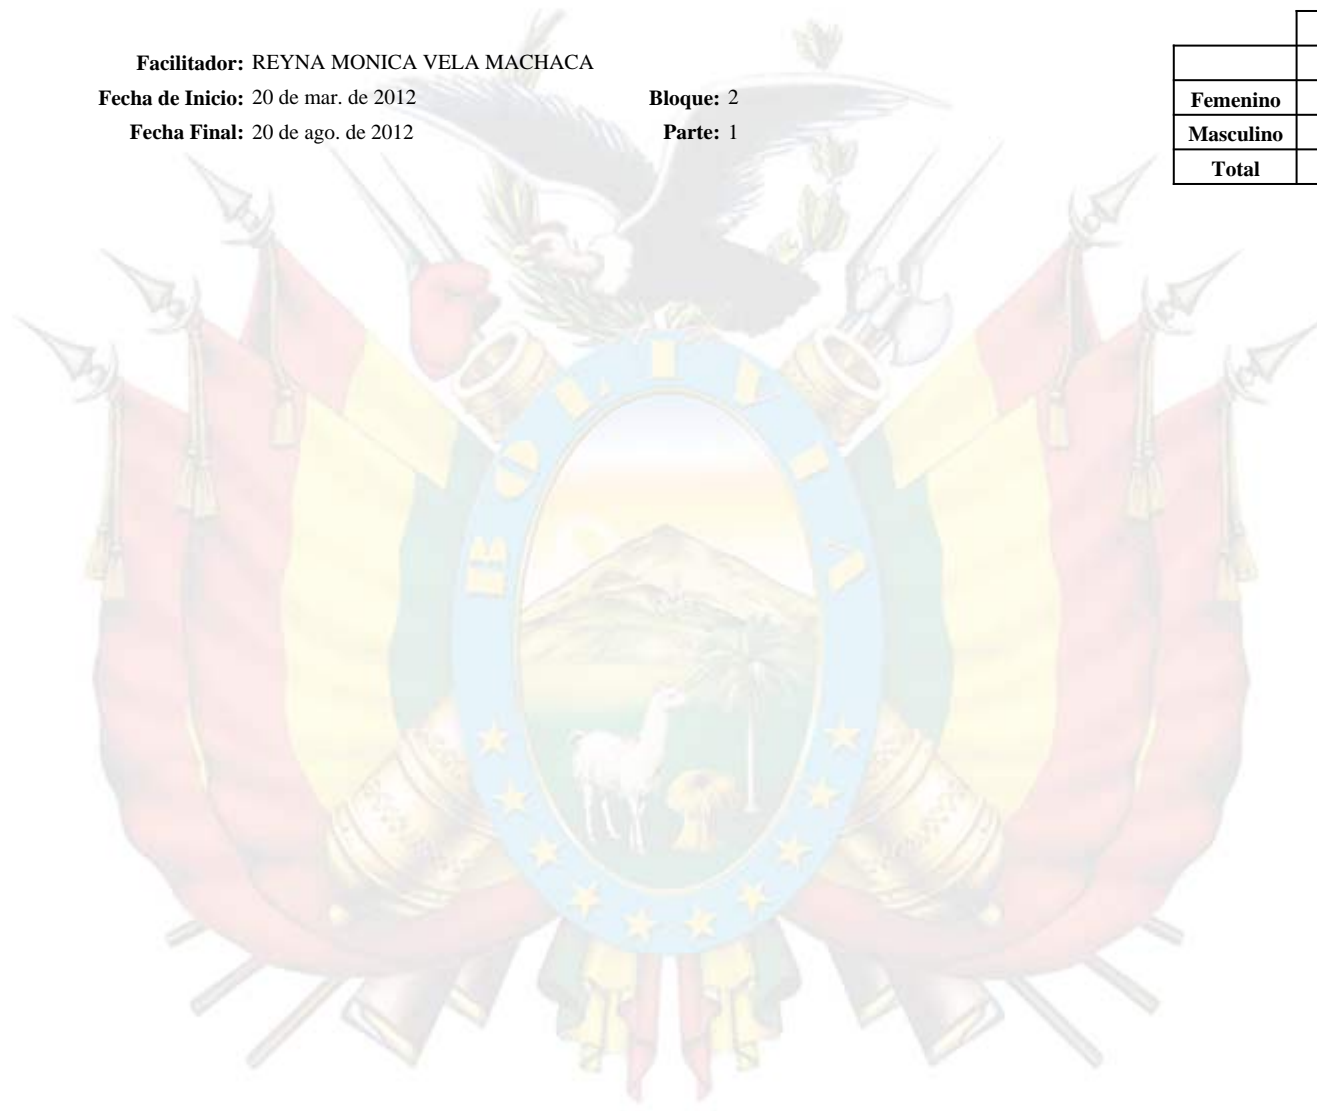 Facilitador: REYNA MONICA VELA MACHACA
Fecha de Inicio: 20 de mar. de 2012 Bloque: 2
Fecha Final: 20 de ago. de 2012 Parte: 1
Femenino
Masculino
Total
BOLIVIA